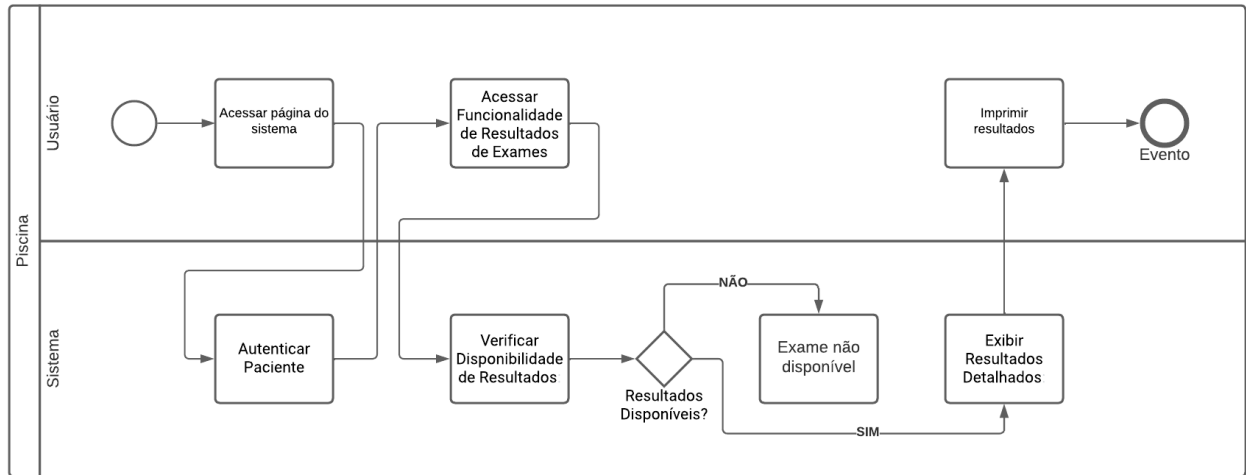 Piscina
Usuário
Acessar página do
sistema
Acessar
Funcionalidade
de Resultados
de Exames
Imprimir
resultados
Evento
Sistema
Autenticar
Paciente
Verificar
Disponibilidade
de Resultados
Resultados
Disponíveis?
NÃO
Exame não
disponível
SIM
Exibir
Resultados
Detalhados